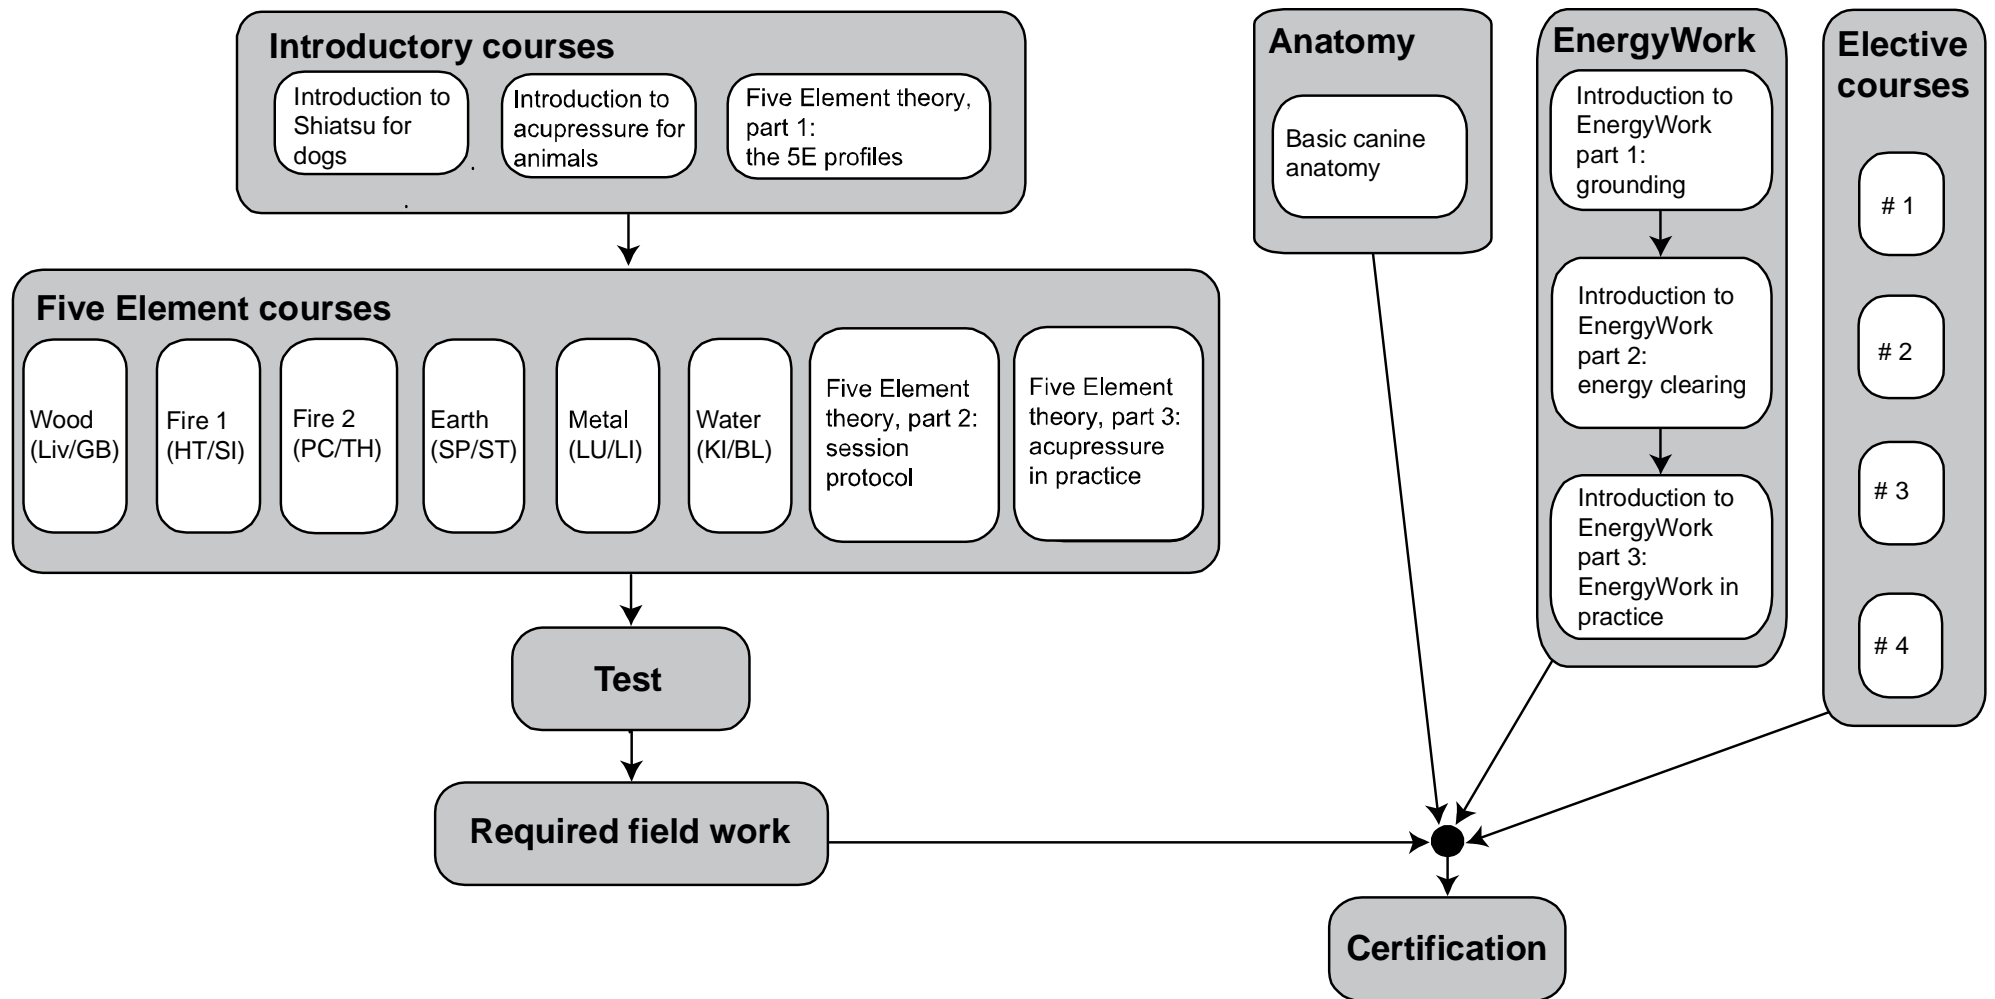 Introductory courses
Introduction to
Shiatsu for
dogs
Introduction to
acupressure for
animals
Five Element theory,
part 1:
the 5E profiles
Five Element courses
Wood
(Liv/GB)
Fire 1
(HT/SI)
Fire 2
(PC/TH)
Earth
(SP/ST)
Metal
(LU/LI)
Water
(KI/BL)
Five Element
theory, part 2:
session
protocol
Five Element
theory, part 3:
acupressure
in practice
Test
Required field work
Anatomy
Basic canine
anatomy
EnergyWork
Introduction to
EnergyWork
part 1:
grounding
Introduction to
EnergyWork
part 2:
energy clearing
Introduction to
EnergyWork
part 3:
EnergyWork in
practice
Elective
courses
# 1
# 2
# 3
# 4
Certification